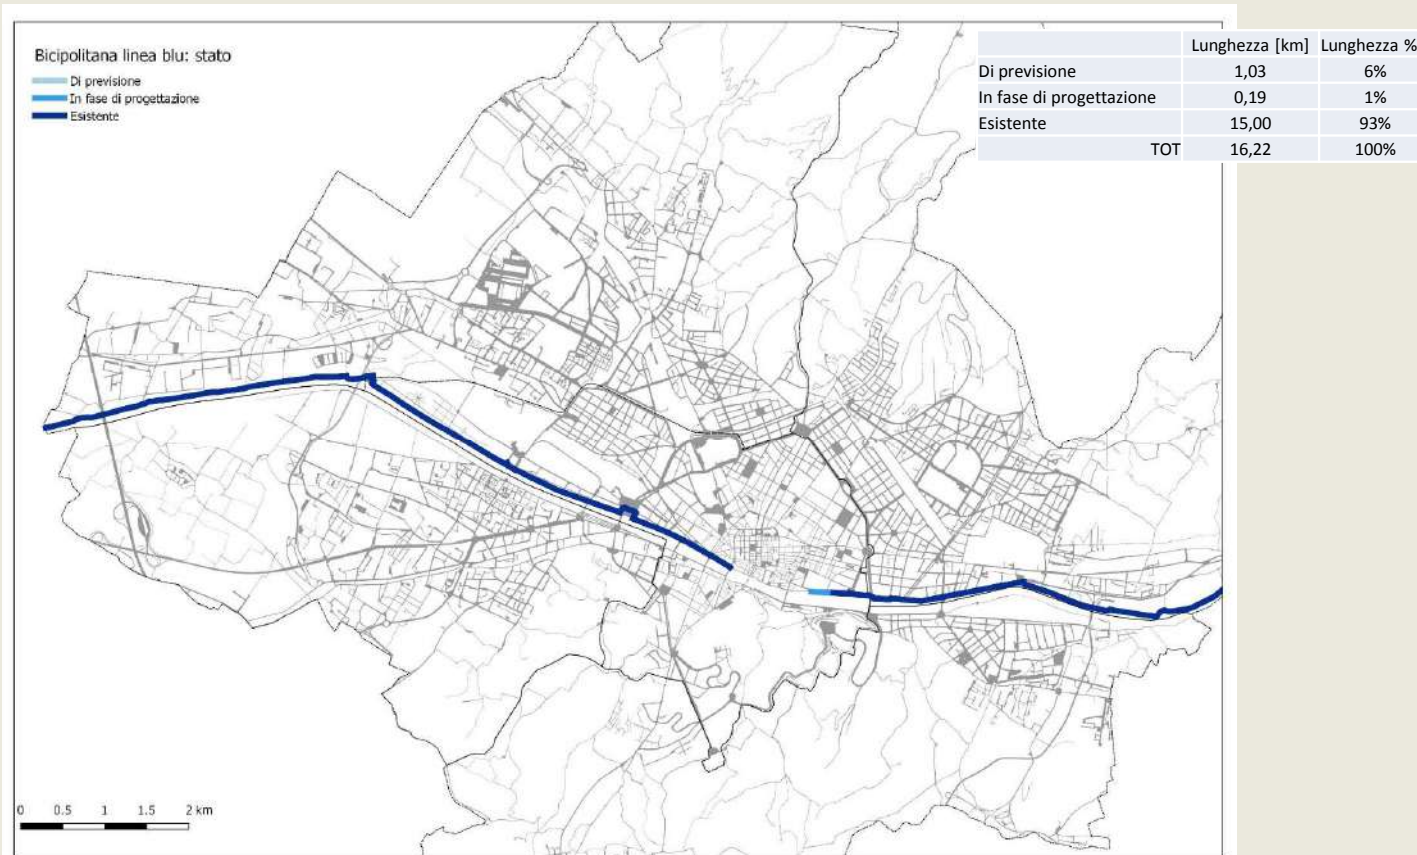 Bicipolitana linea blu: stato
Di previsione
In fase di progettazione
Esistente
Lunghezza [km] Lunghezza %
Di previsione 1,03 6%
In fase di progettazione 0,19 1%
Esistente 15,00 93%
TOT 16,22 100%
0 0.5 1 1.5 2 km